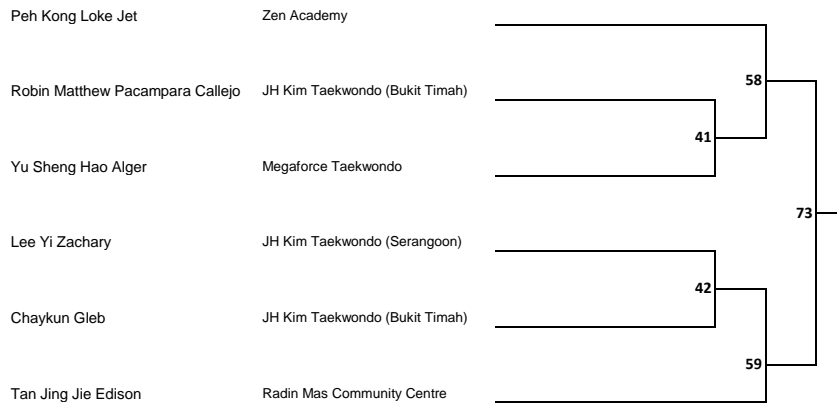 Peh Kong Loke Jet Zen Academy
58
Robin Matthew Pacampara Callejo JH Kim Taekwondo (Bukit Timah)
41
Yu Sheng Hao Alger Megaforce Taekwondo
73
Lee Yi Zachary JH Kim Taekwondo (Serangoon)
42
Chaykun Gleb JH Kim Taekwondo (Bukit Timah)
59
Tan Jing Jie Edison Radin Mas Community Centre